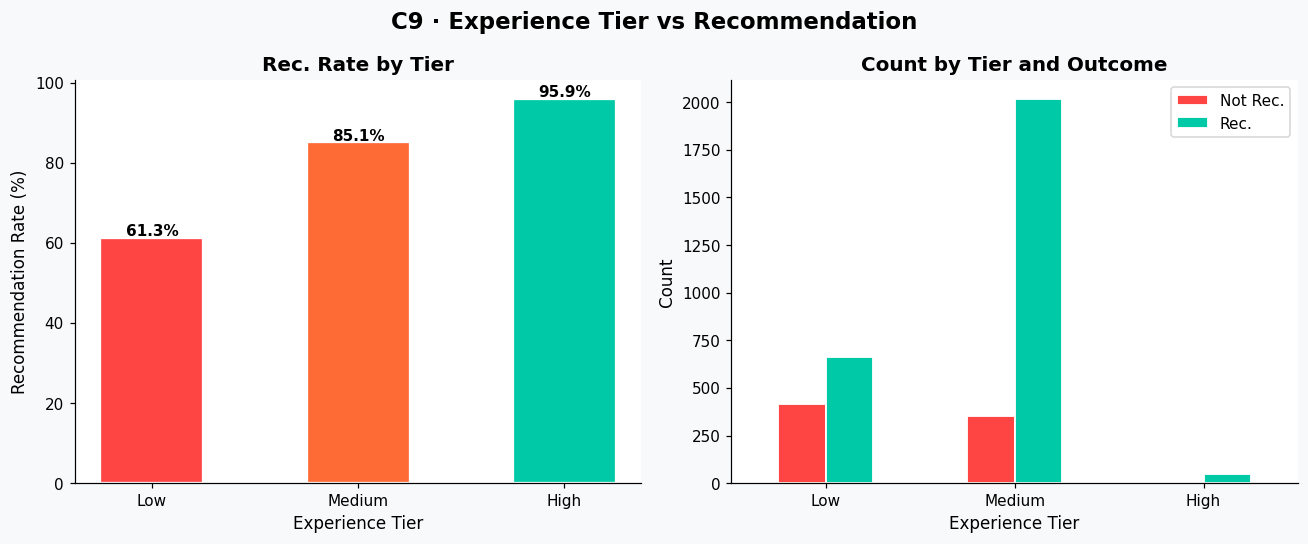 C9 · Experience Tier vs Recommendation
Rec. Rate by Tier
Recommendation Rate (%)
100
80
60
40
20
0
61.3%
85.1%
95.9%
Low
Medium
High
Experience Tier
Count by Tier and Outcome
Count
2000
1750
1500
1250
1000
750
500
250
0
Not Rec.
Rec.
Low
Medium
High
Experience Tier